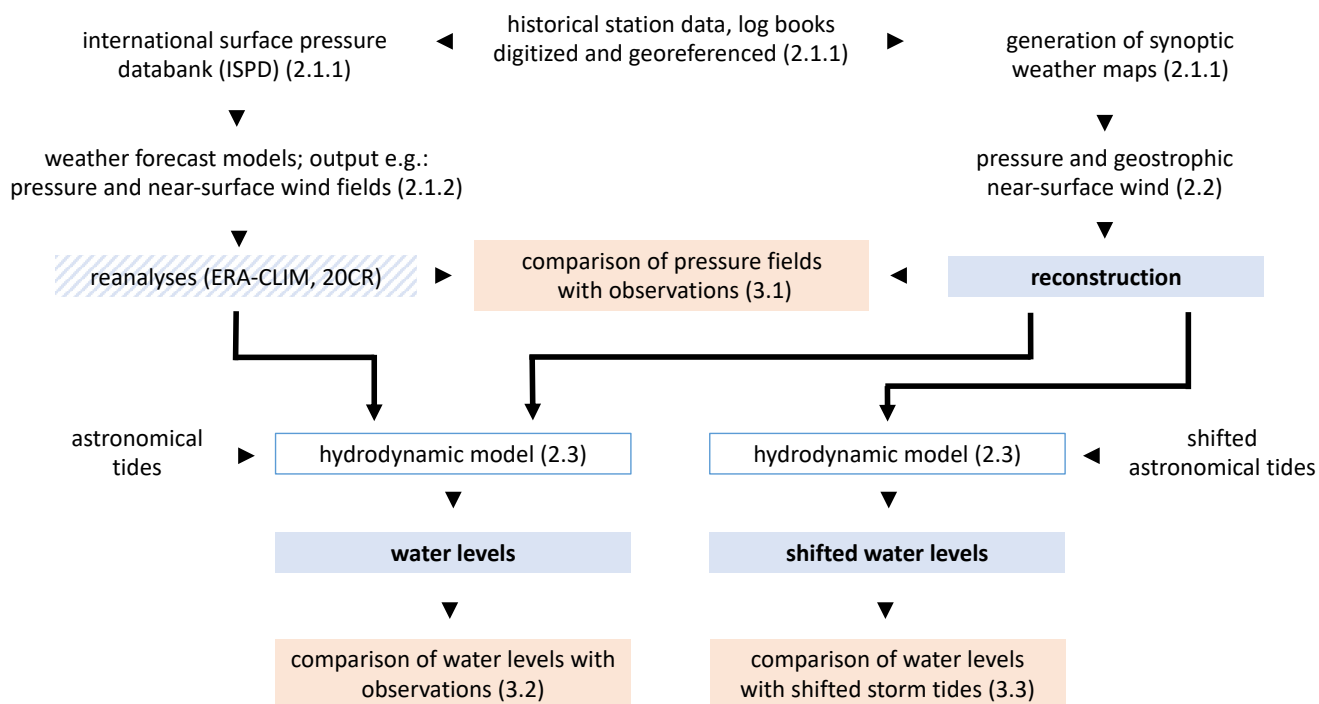 historical station data, log books
digitized and georeferenced (2.1.1)
international surface pressure
databank (ISPD) (2.1.1)
generation of synoptic
weather maps (2.1.1)
weather forecast models; output e.g.:
pressure and near-surface wind fields (2.1.2)
pressure and geostrophic
near-surface wind (2.2)
reanalyses (ERA-CLIM, 20CR)
comparison of pressure fields
with observations (3.1)
reconstruction
astronomical
tides
hydrodynamic model (2.3)
hydrodynamic model (2.3)
shifted
astronomical tides
water levels
shifted water levels
comparison of water levels with
observations (3.2)
comparison of water levels
with shifted storm tides (3.3)